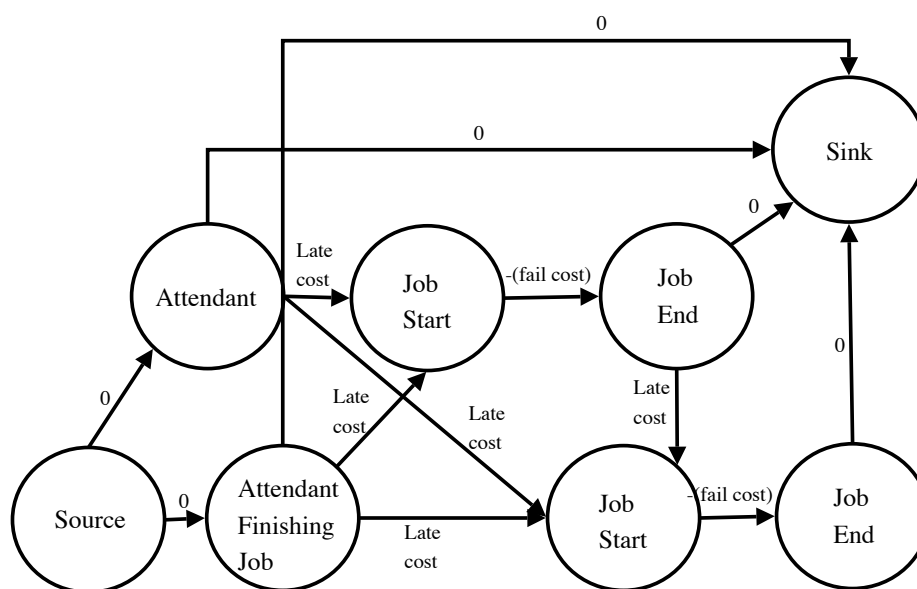 0
0
Sink
Attendant
Late
cost
Job
Start
-(fail cost)
Job
End
0
0
0
Late
cost
Late
cost
Late
cost
Source
0
Attendant
Finishing
Job
Late
cost
Job
Start
-(fail cost)
Job
End